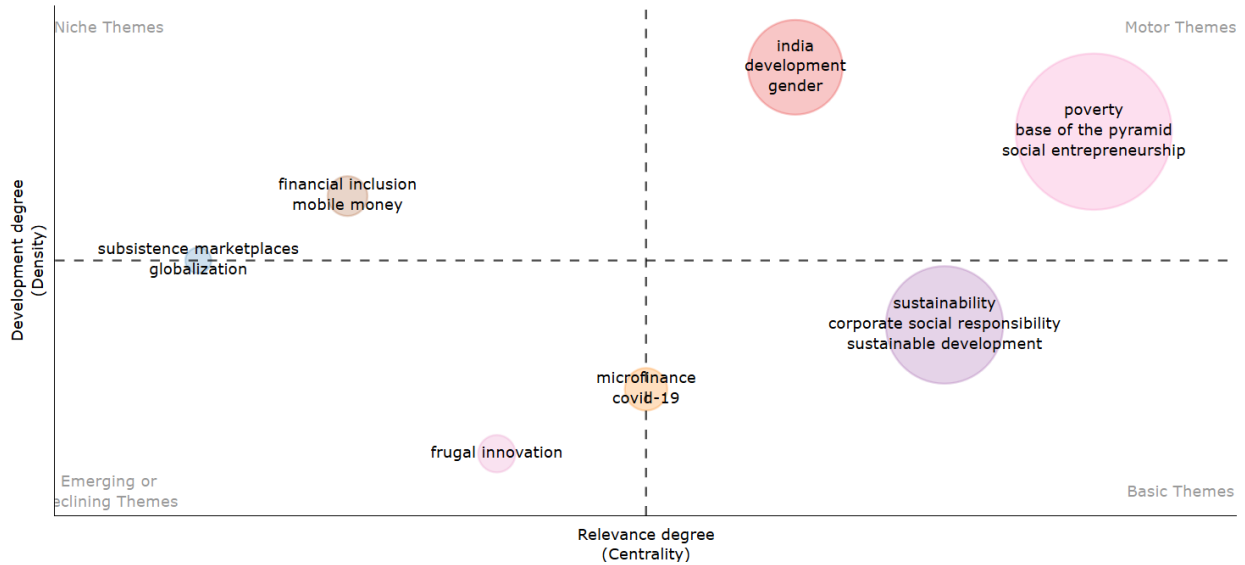 Niche Themes
Motor Themes
india
development
gender
poverty
base of the pyramid
social entrepreneurship
financial inclusion
mobile money
subsistence marketplaces
globalization
sustainability
corporate social responsibility
sustainable development
microfinance
covid-19
frugal innovation
Emerging or
eclining Themes
Basic Themes
Development degree
(Density)
Relevance degree
(Centrality)